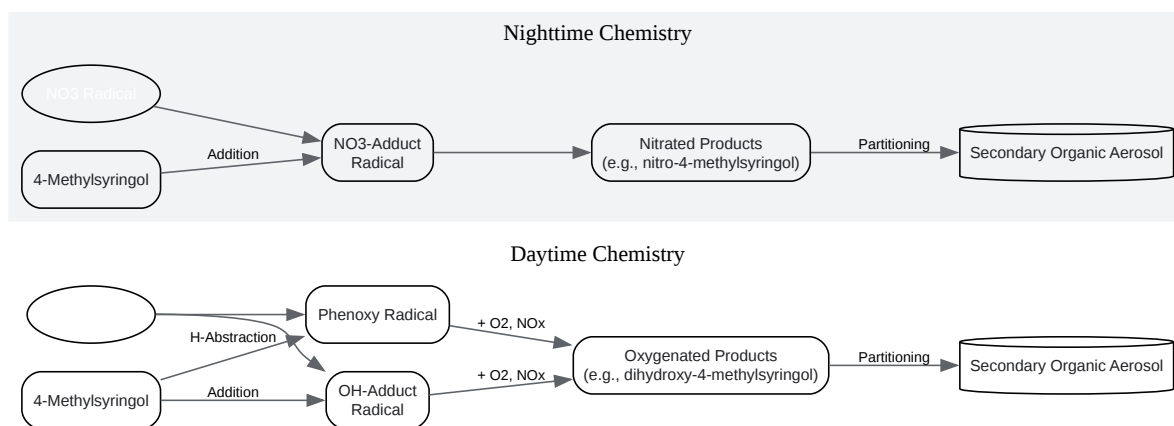 Nighttime Chemistry
NO3 Radical
4-Methylsyringol
Addition
NO3-Adduct
Radical
Nitrated Products
(e.g., nitro-4-methylsyringol)
Partitioning
Secondary Organic Aerosol
Daytime Chemistry
4-Methylsyringol
H-Abstraction
Addition
Phenoxy Radical
OH-Adduct
Radical
+ O2, NOx
+ O2, NOx
Oxygenated Products
(e.g., dihydroxy-4-methylsyringol)
Partitioning
Secondary Organic Aerosol